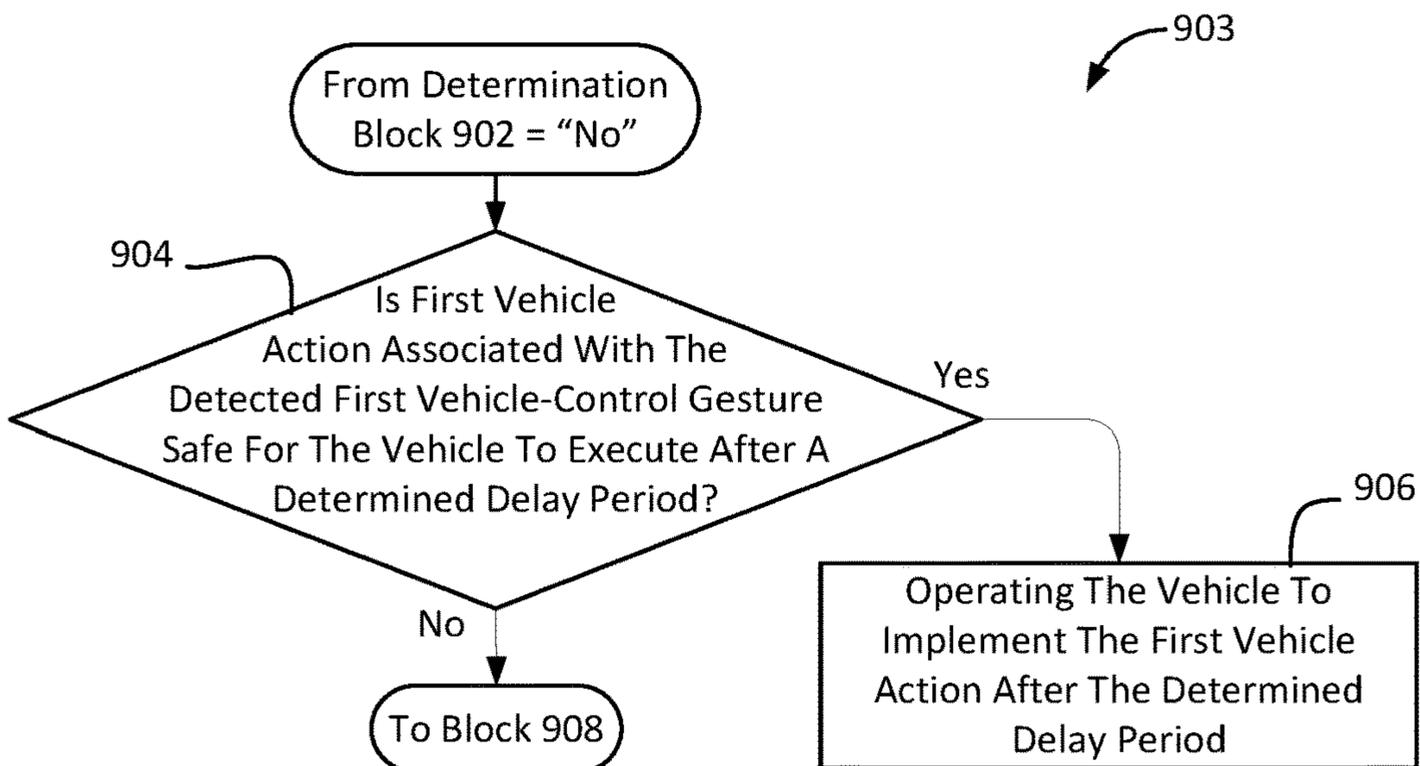 903
From Determination
Block 902 = “No”
904
Is First Vehicle
Action Associated With The
Detected First Vehicle-Control Gesture
Safe For The Vehicle To Execute After A
Determined Delay Period?
Yes
906
Operating The Vehicle To
Implement The First Vehicle
Action After The Determined
Delay Period
No
To Block 908